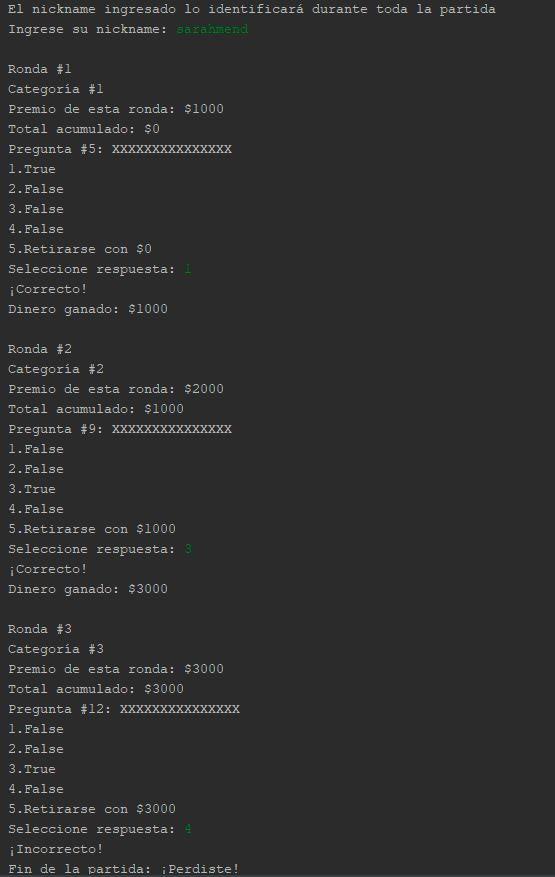 El nickname ingresado lo identificará durante toda la partida
Ingrese su nickname: sarahmend
Ronda #1
Categoría #1
Premio de esta ronda: $1000
Total acumulado: $0
Pregunta #5: XXXXXXXXXXXXXXX
1.True
2.False
3.False
4.False
5.Retirarse con $0
Seleccione respuesta: 1
¡Correcto!
Dinero ganado: $1000
Ronda #2
Categoría #2
Premio de esta ronda: $2000
Total acumulado: $1000
Pregunta #9: XXXXXXXXXXXXXXX
1.False
2.False
3.True
4.False
5.Retirarse con $1000
Seleccione respuesta: 3
¡Correcto!
Dinero ganado: $3000
Ronda #3
Categoría #3
Premio de esta ronda: $3000
Total acumulado: $3000
Pregunta #12: XXXXXXXXXXXXXXX
1.False
2.False
3.True
4.False
5.Retirarse con $3000
Seleccione respuesta: 4
¡Incorrecto!
Fin de la partida: ¡Perdiste!